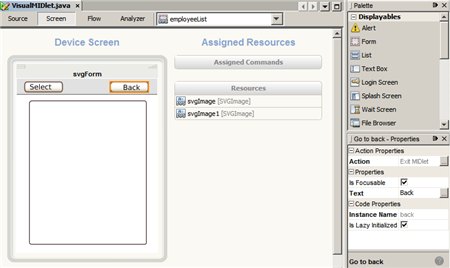 VisualMIDlet.java
Source Screen Flow Analyzer employeeList
Device Screen
svgForm
Select Back
Assigned Resources
Assigned Commands
Resources
svgImage [SVGImage]
svgImage1 [SVGImage]
Palette
Displayables
Alert
Form
List
Text Box
Login Screen
Splash Screen
Wait Screen
File Browser
Go to back - Properties
Action Properties
Action Exit MIDlet
Properties
Is Focusable
Text Back
Code Properties
Instance Name back
Is Lazy Initialized
Go to back